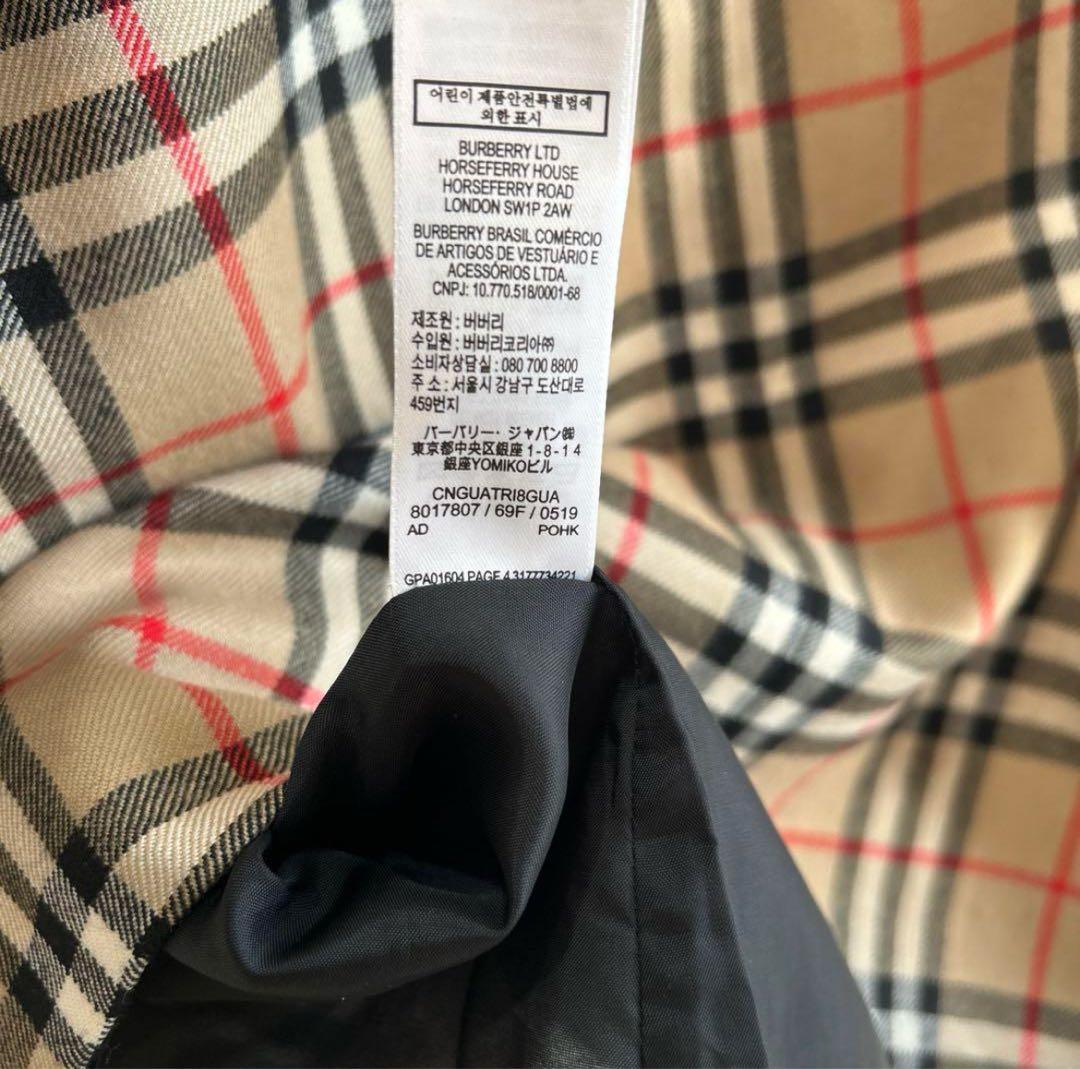 어린이 제품안전특별법에
의한 표시
BURBERRY LTD
HORSEFERRY HOUSE
HORSEFERRY ROAD
LONDON SW1P 2AW
BURBERRY BRASIL COMÉRCIO
DE ARTIGOS DE VESTUÁRIO E
ACESSÓRIOS LTDA.
CNPJ: 10.770.518/0001-68
제조원 : 버버리
수입원 : 버버리코리아㈜
소비자상담실 : 080 700 8800
주 소 : 서울시 강남구 도산대로
459번지
バーバリー・ジャパン㈱
東京都中央区銀座 1-8-14
銀座YOMIKOビル
CNGUATRI8GUA
8017807 / 69F / 0519
AD POHK
GPA01604 PAGE 4 3177734221